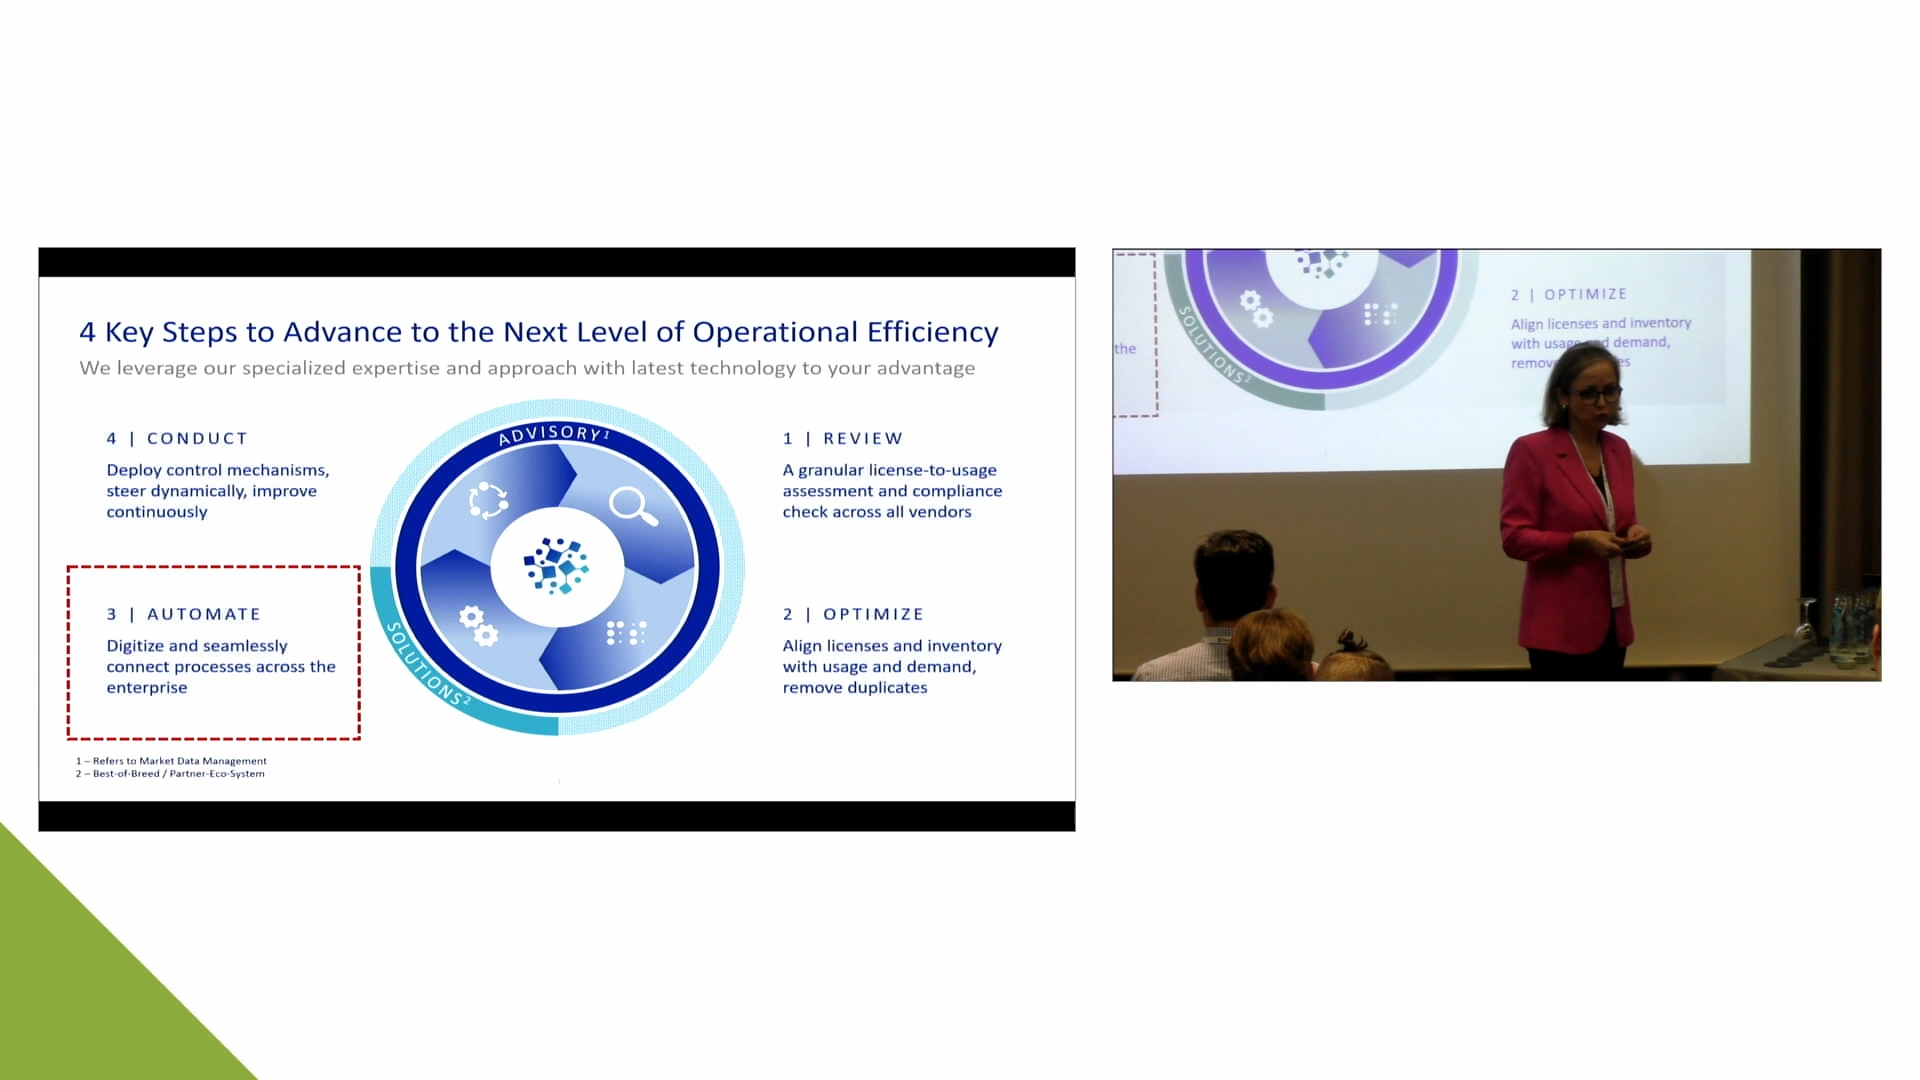 4 Key Steps to Advance to the Next Level of Operational Efficiency
We leverage our specialized expertise and approach with latest technology to your advantage
4 | CONDUCT
Deploy control mechanisms,
steer dynamically, improve
continuously
ADVISORY¹
1 | REVIEW
A granular license-to-usage
assessment and compliance
check across all vendors
3 | AUTOMATE
Digitize and seamlessly
connect processes across the
enterprise
SOLUTIONS²
2 | OPTIMIZE
Align licenses and inventory
with usage and demand,
remove duplicates
1 – Refers to Market Data Management
2 – Best-of-Breed / Partner-Eco-System
the
SOLUTIONS²
2 | OPTIMIZE
Align licenses and inventory
with usage and demand,